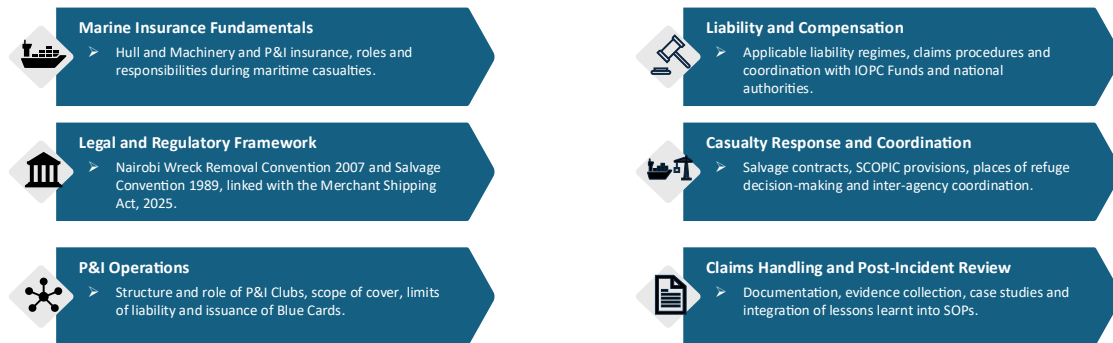 Marine Insurance Fundamentals
➢ Hull and Machinery and P&I insurance, roles and
responsibilities during maritime casualties.
Legal and Regulatory Framework
➢ Nairobi Wreck Removal Convention 2007 and Salvage
Convention 1989, linked with the Merchant Shipping
Act, 2025.
P&I Operations
➢ Structure and role of P&I Clubs, scope of cover, limits
of liability and issuance of Blue Cards.
Liability and Compensation
➢ Applicable liability regimes, claims procedures and
coordination with IOPC Funds and national
authorities.
Casualty Response and Coordination
➢ Salvage contracts, SCOPIC provisions, places of refuge
decision-making and inter-agency coordination.
Claims Handling and Post-Incident Review
➢ Documentation, evidence collection, case studies and
integration of lessons learnt into SOPs.